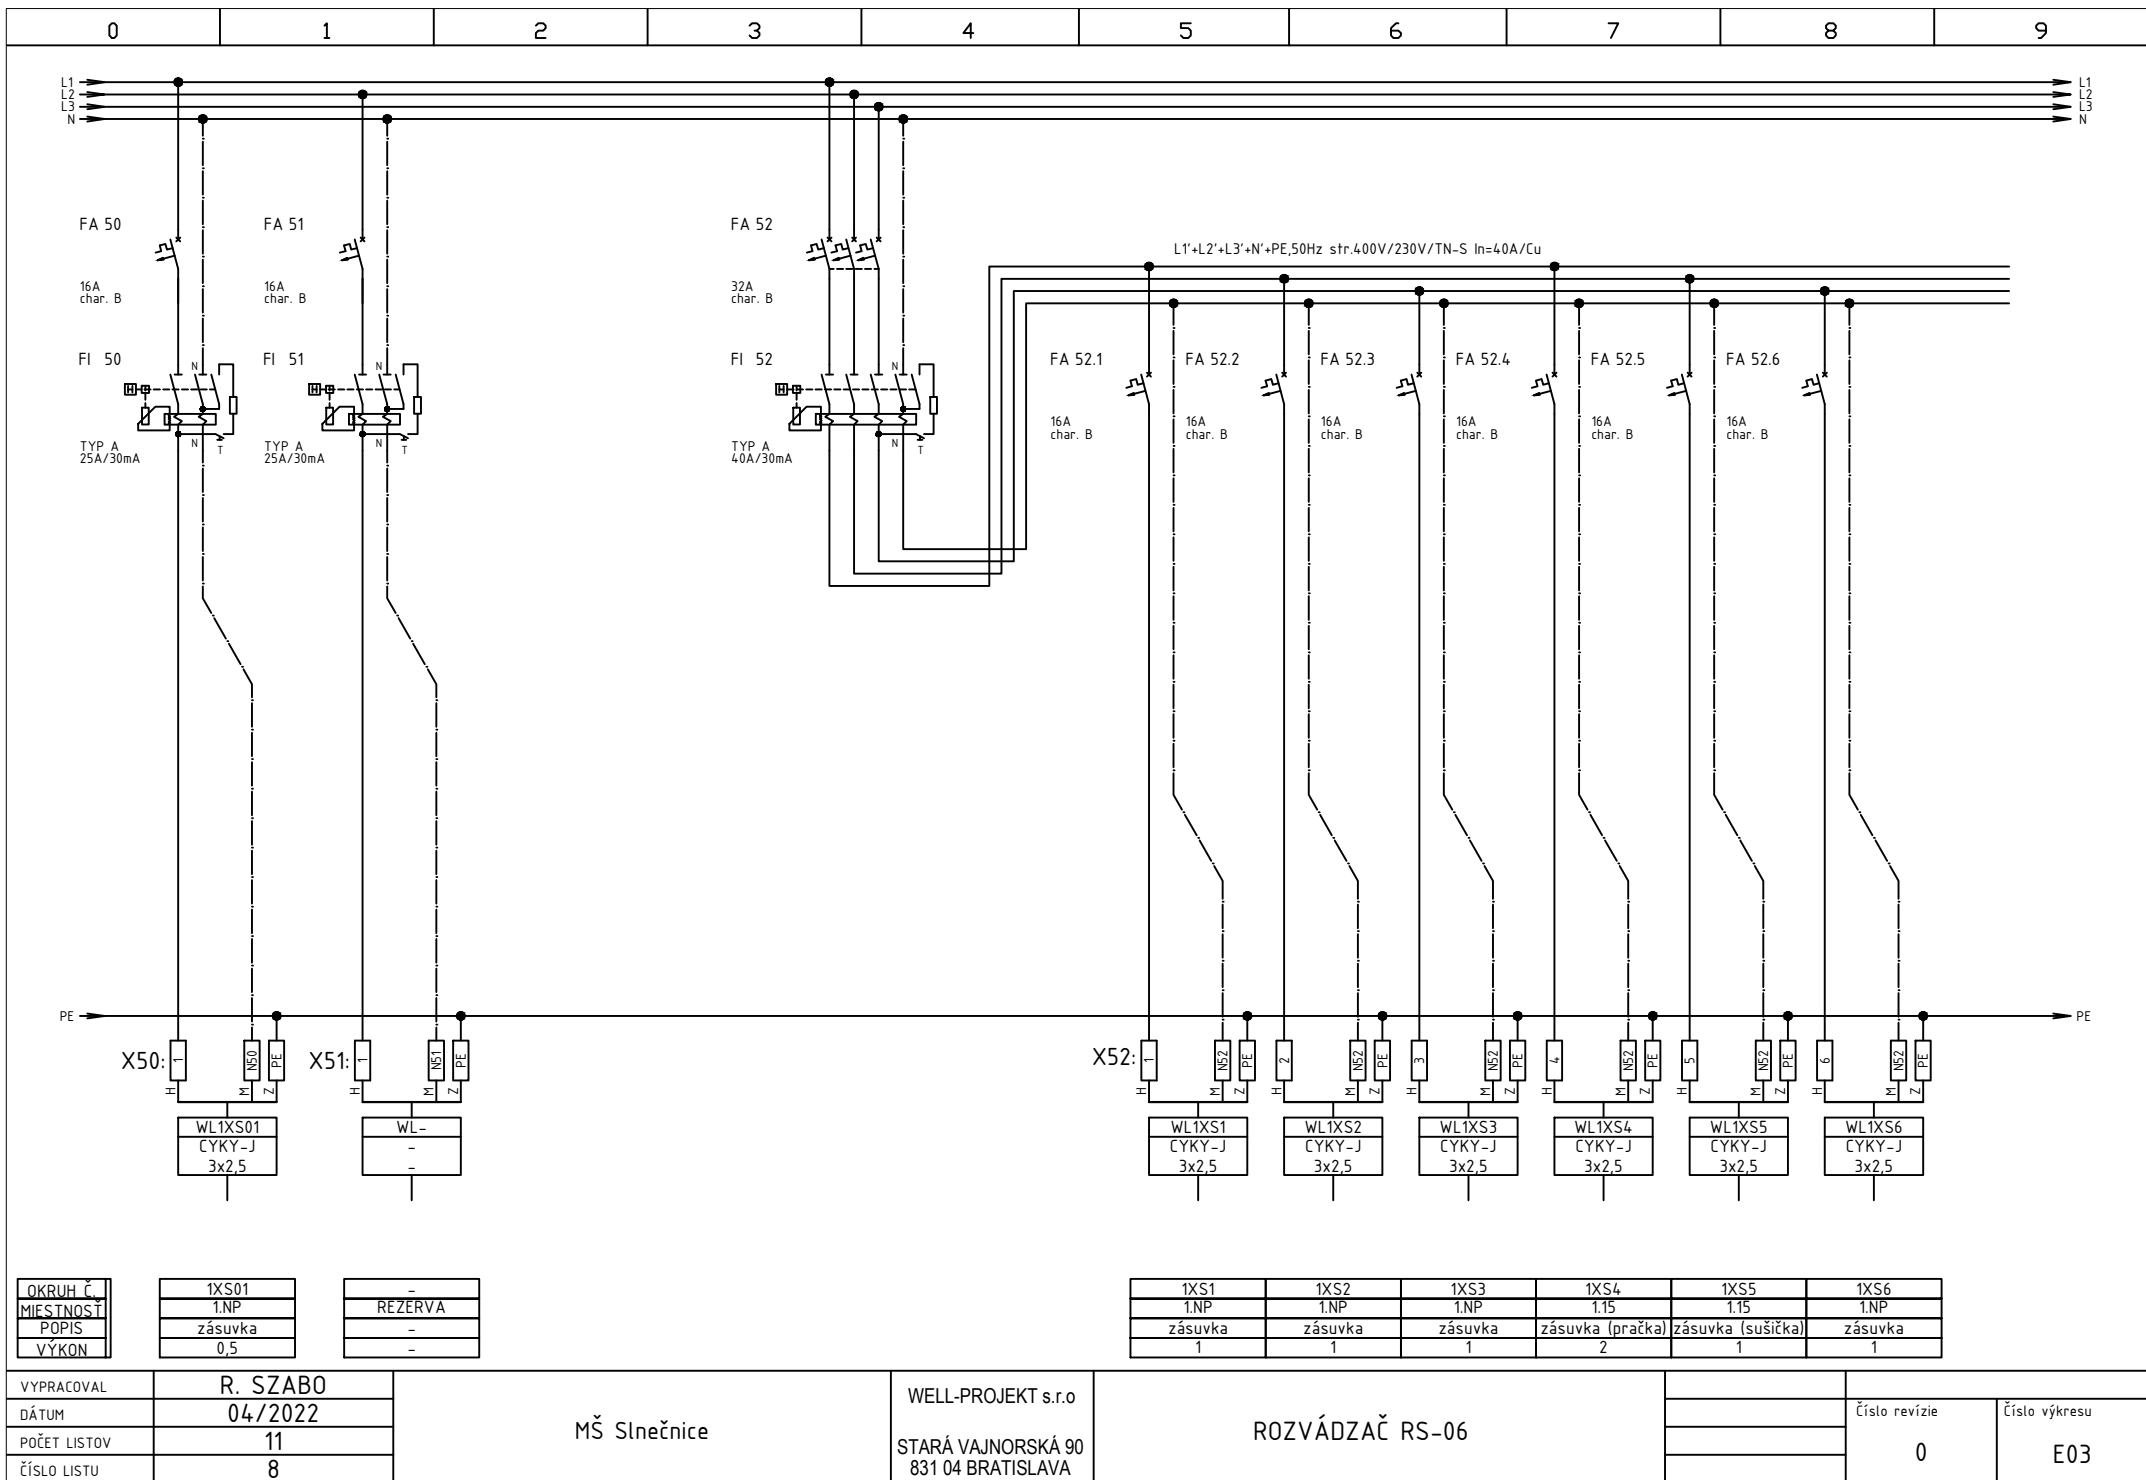 0 1 2 3 4 5 6 7 8 9
L1 L1
L2 L2
L3 L3
N N
FA 50 FA 51 FA 52
L1'+L2'+L3'+N'+PE,50Hz str.400V/230V/TN-S In=40A/Cu
16A 16A 32A
char. B char. B char. B
FI 50 N FI 51 N FI 52 N FA 52.1 FA 52.2 FA 52.3 FA 52.4 FA 52.5 FA 52.6
H H H
16A 16A 16A 16A 16A 16A
char. B char. B char. B char. B char. B char. B
TYP A N T TYP A N T TYP A N T
25A/30mA 25A/30mA 40A/30mA
PE PE
X50: 1 N50 PE X51: 1 N51 PE X52: 1 N52 PE 2 N52 PE 3 N52 PE 4 N52 PE 5 N52 PE 6 N52 PE
H M Z H M Z H M Z H M Z H M Z H M Z H M Z H M Z
WL1XS01 WL- WL1XS1 WL1XS2 WL1XS3 WL1XS4 WL1XS5 WL1XS6
CYKY-J - CYKY-J CYKY-J CYKY-J CYKY-J CYKY-J CYKY-J
3x2,5 - 3x2,5 3x2,5 3x2,5 3x2,5 3x2,5 3x2,5
OKRUH Č. 1XS01 - 1XS1 1XS2 1XS3 1XS4 1XS5 1XS6
MIESTNOSŤ 1.NP REZERVA 1.NP 1.NP 1.NP 1.15 1.15 1.NP
POPIS zásuvka - zásuvka zásuvka zásuvka zásuvka (pračka) zásuvka (sušička) zásuvka
VÝKON 0,5 - 1 1 1 2 1 1
VYPRACOVAL R. SZABO
DÁTUM 04/2022
POČET LISTOV 11
ČÍSLO LISTU 8
MŠ Slnečnice
WELL-PROJEKT s.r.o
STARÁ VAJNORSKÁ 90
831 04 BRATISLAVA
ROZVÁDZAČ RS-06
Číslo revízie
0
Číslo výkresu
E03